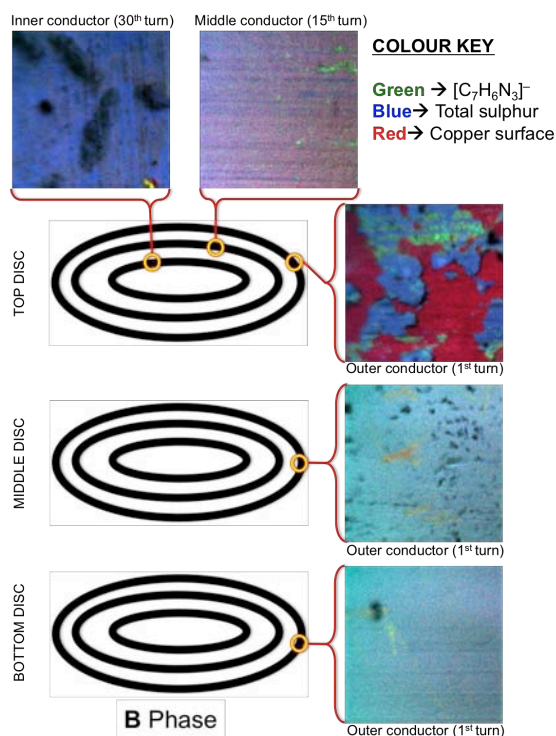 Inner conductor (30th turn)
Middle conductor (15th turn)
COLOUR KEY
Green → [C7H6N3]–
Blue→ Total sulphur
Red→ Copper surface
TOP DISC
Outer conductor (1st turn)
MIDDLE DISC
Outer conductor (1st turn)
BOTTOM DISC
B Phase
Outer conductor (1st turn)